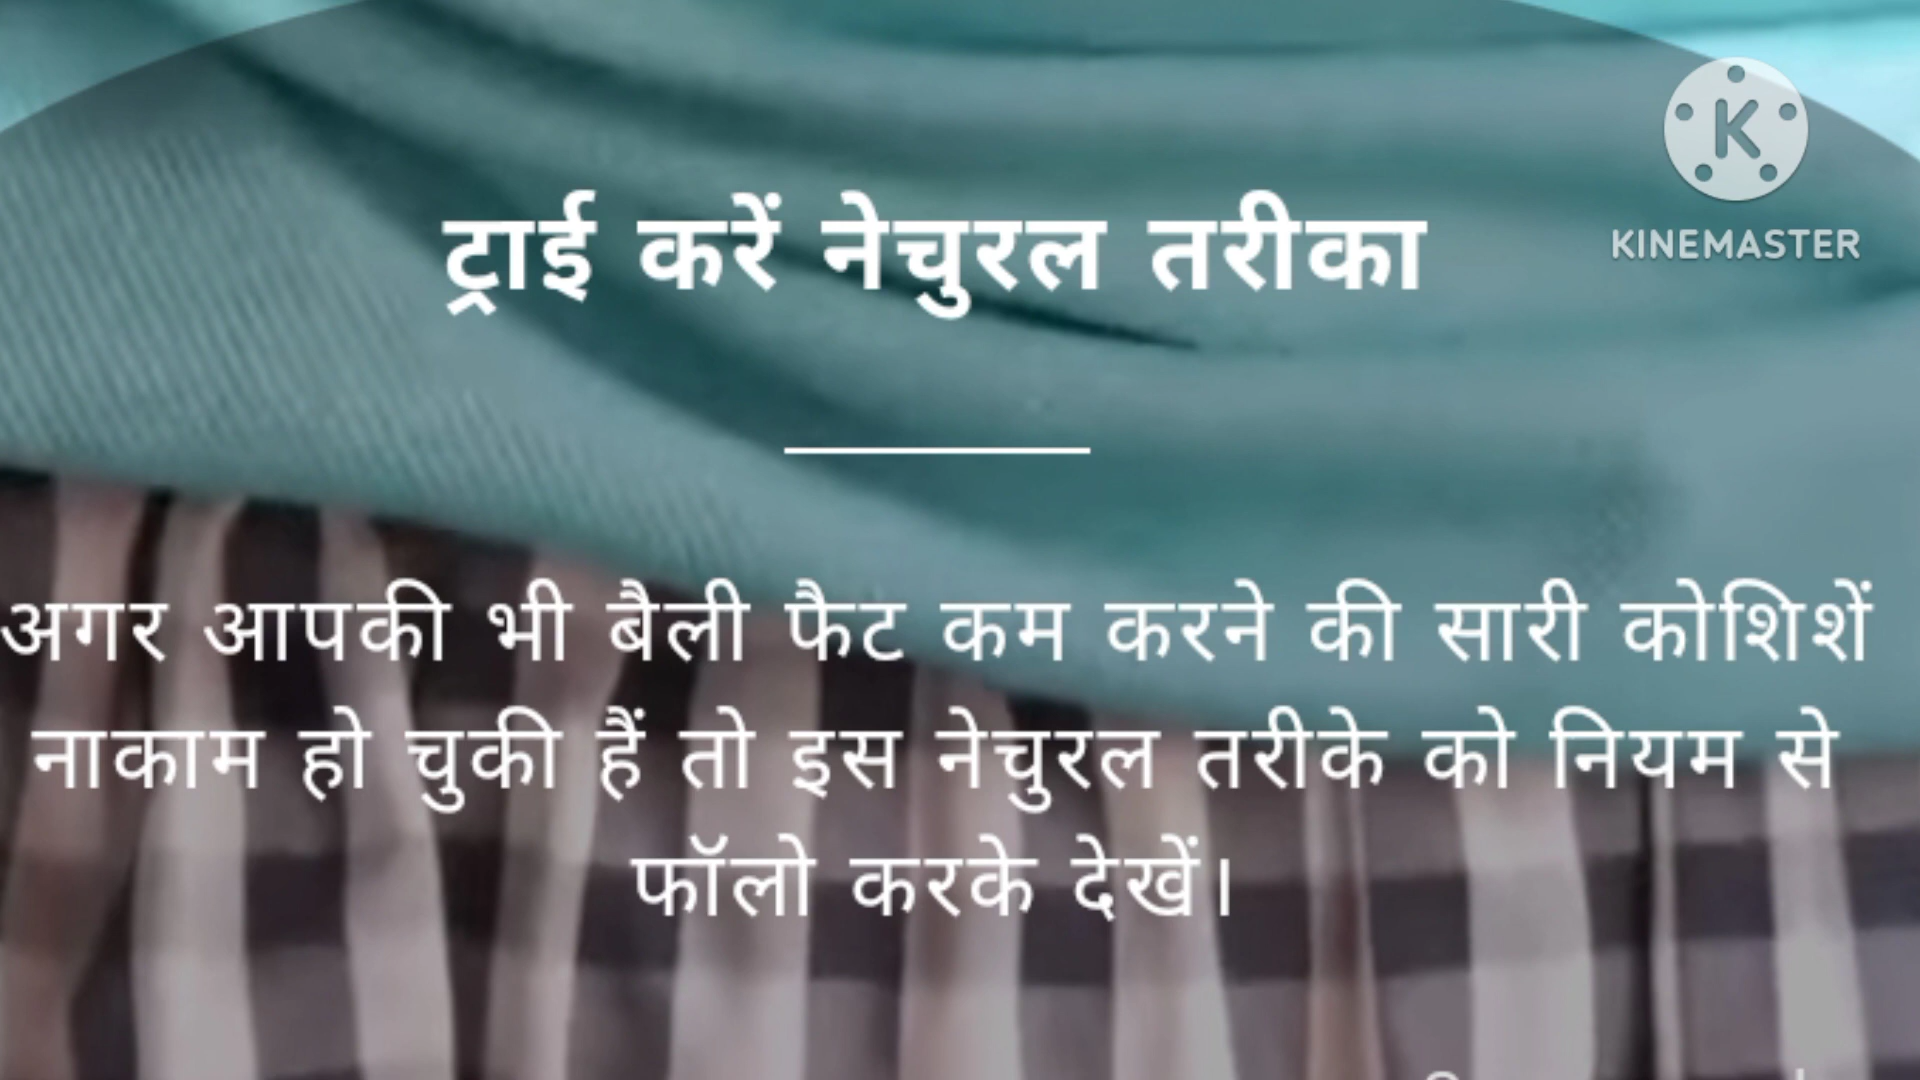 KINEMASTER
ट्राई करें नेचुरल तरीका
अगर आपकी भी बैली फैट कम करने की सारी कोशिशें
नाकाम हो चुकी हैं तो इस नेचुरल तरीके को नियम से
फॉलो करके देखें।